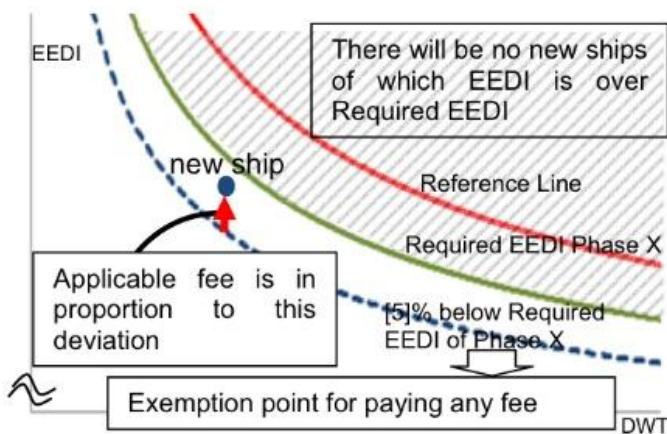 EEDI
There will be no new ships
of which EEDI is over
Required EEDI
new ship
Reference Line
Required EEDI Phase X
Applicable fee is in
proportion to this
deviation
[5]% below Required
EEDI of Phase X
Exemption point for paying any fee
DWT